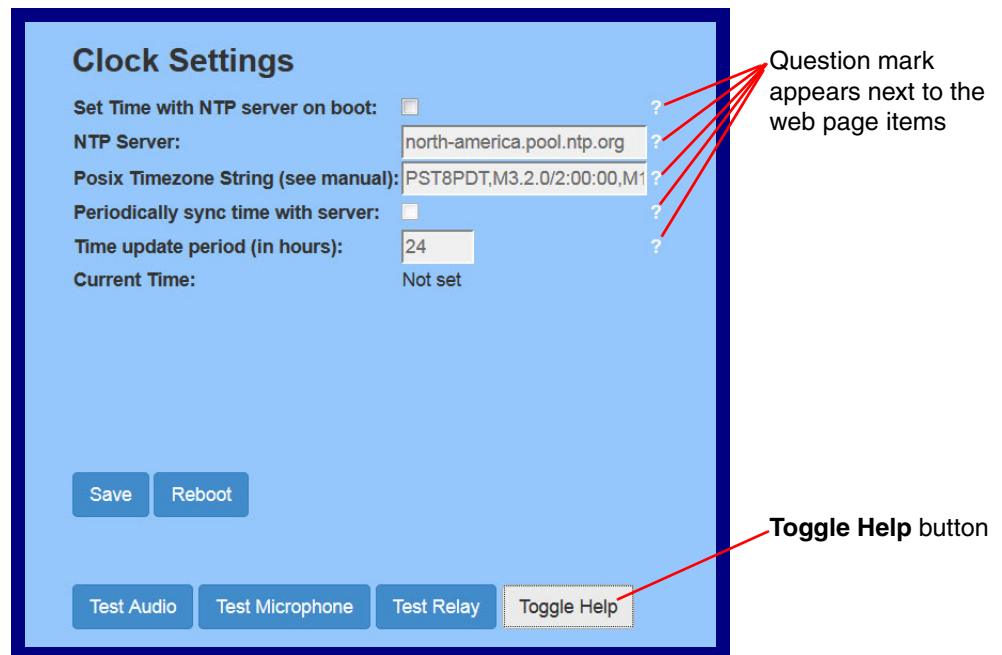 Clock Settings
Set Time with NTP server on boot: ?
NTP Server: north-america.pool.ntp.org ?
Posix Timezone String (see manual): PST8PDT,M3.2.0/2:00:00,M1 ?
Periodically sync time with server: ?
Time update period (in hours): 24 ?
Current Time: Not set
Save Reboot
Test Audio Test Microphone Test Relay Toggle Help
Question mark
appears next to the
web page items
Toggle Help button